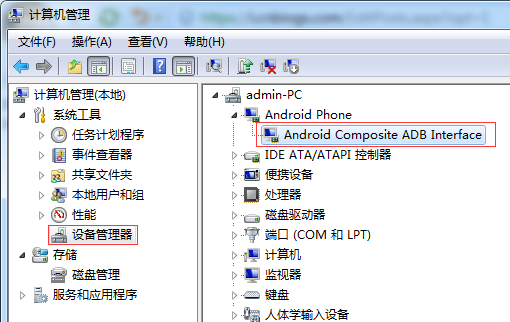 计算机管理
文件(F) 操作(A) 查看(V) 帮助(H)
计算机管理(本地)
系统工具
任务计划程序
事件查看器
共享文件夹
本地用户和组
性能
设备管理器
存储
磁盘管理
服务和应用程序
admin-PC
Android Phone
Android Composite ADB Interface
IDE ATA/ATAPI 控制器
便携设备
处理器
磁盘驱动器
端口 (COM 和 LPT)
计算机
监视器
键盘
人体学输入设备